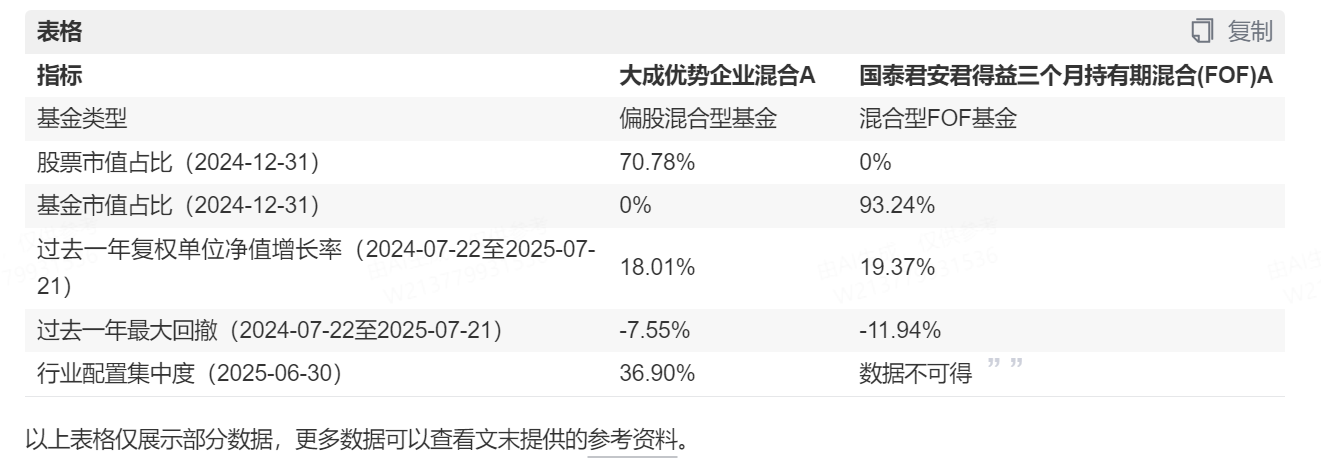 表格 复制
指标 大成优势企业混合A 国泰君安君得益三个月持有期混合(FOF)A
基金类型 偏股混合型基金 混合型FOF基金
股票市值占比（2024-12-31） 70.78% 0%
基金市值占比（2024-12-31） 0% 93.24%
过去一年复权单位净值增长率（2024-07-22至2025-07-
21） 18.01% 19.37%
过去一年最大回撤（2024-07-22至2025-07-21） -7.55% -11.94%
行业配置集中度（2025-06-30） 36.90% 数据不可得 ””
以上表格仅展示部分数据，更多数据可以查看文末提供的参考资料。